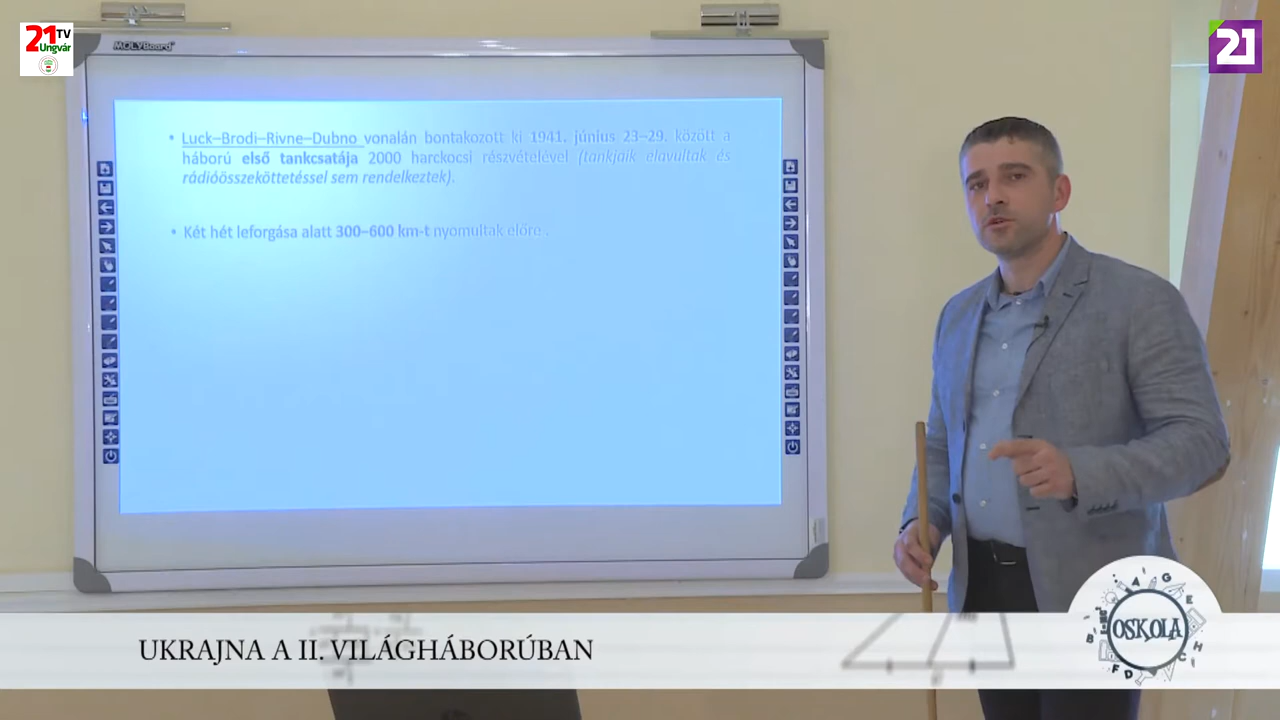 21 TV
Ungvár
21
MOLYBoard
• Luck–Brodi–Rivne–Dubno vonalán bontakozott ki 1941. június 23–29. között a
háború első tankcsatája 2000 harckocsi részvételével (tankjaik elavultak és
rádióösszeköttetéssel sem rendelkeztek).
• Két hét leforgása alatt 300–600 km-t nyomultak előre .
UKRAJNA A II. VILÁGHÁBORÚBAN
OSKOLA